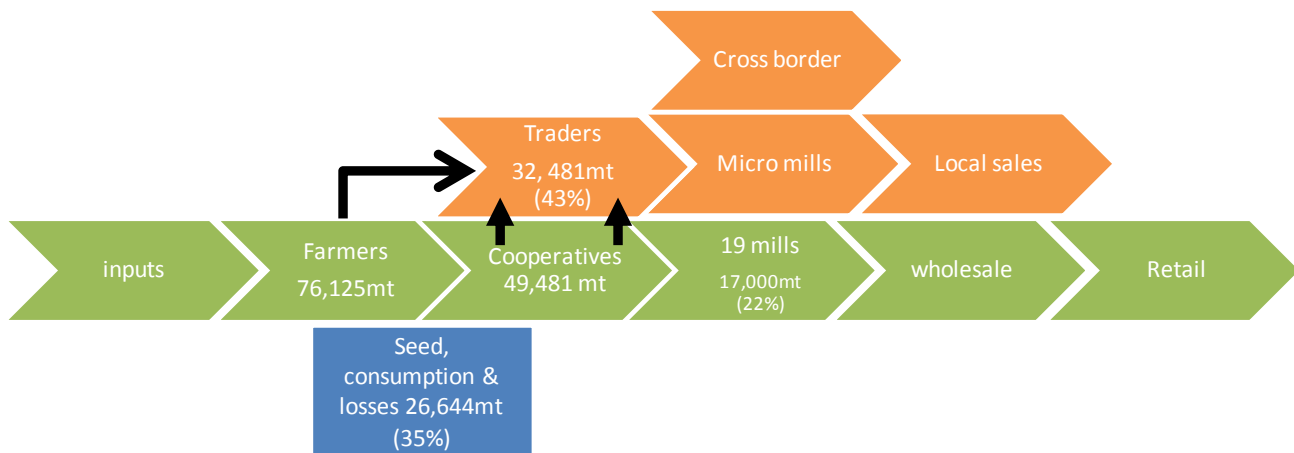 Cross border
Traders
32, 481mt
(43%)
Micro mills
Local sales
inputs
Farmers
76,125mt
Cooperatives
49,481 mt
19 mills
17,000mt
(22%)
wholesale
Retail
Seed,
consumption &
losses 26,644mt
(35%)